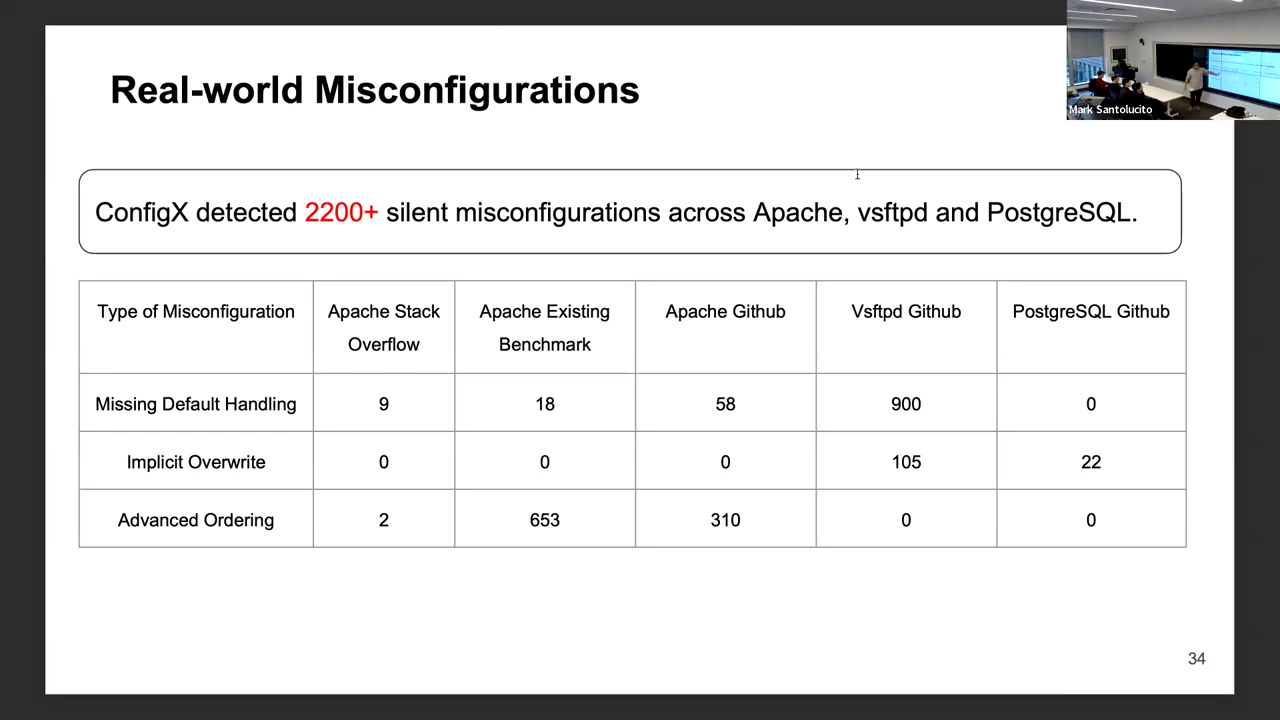 Real-world Misconfigurations
Mark Santolucito
ConfigX detected 2200+ silent misconfigurations across Apache, vsftpd and PostgreSQL.
Type of Misconfiguration Apache Stack Overflow Apache Existing Benchmark Apache Github Vsftpd Github PostgreSQL Github
Missing Default Handling 9 18 58 900 0
Implicit Overwrite 0 0 0 105 22
Advanced Ordering 2 653 310 0 0
34